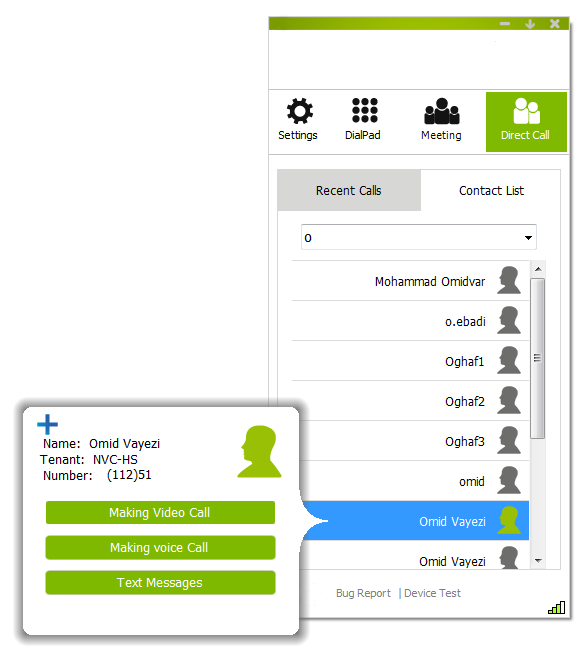 Settings DialPad Meeting Direct Call
Recent Calls Contact List
o
Mohammad Omidvar
o.ebadi
Oghaf1
Oghaf2
Oghaf3
omid
Omid Vayezi
Omid Vayezi
Bug Report | Device Test
Name: Omid Vayezi
Tenant: NVC-HS
Number: (112)51
Making Video Call
Making voice Call
Text Messages